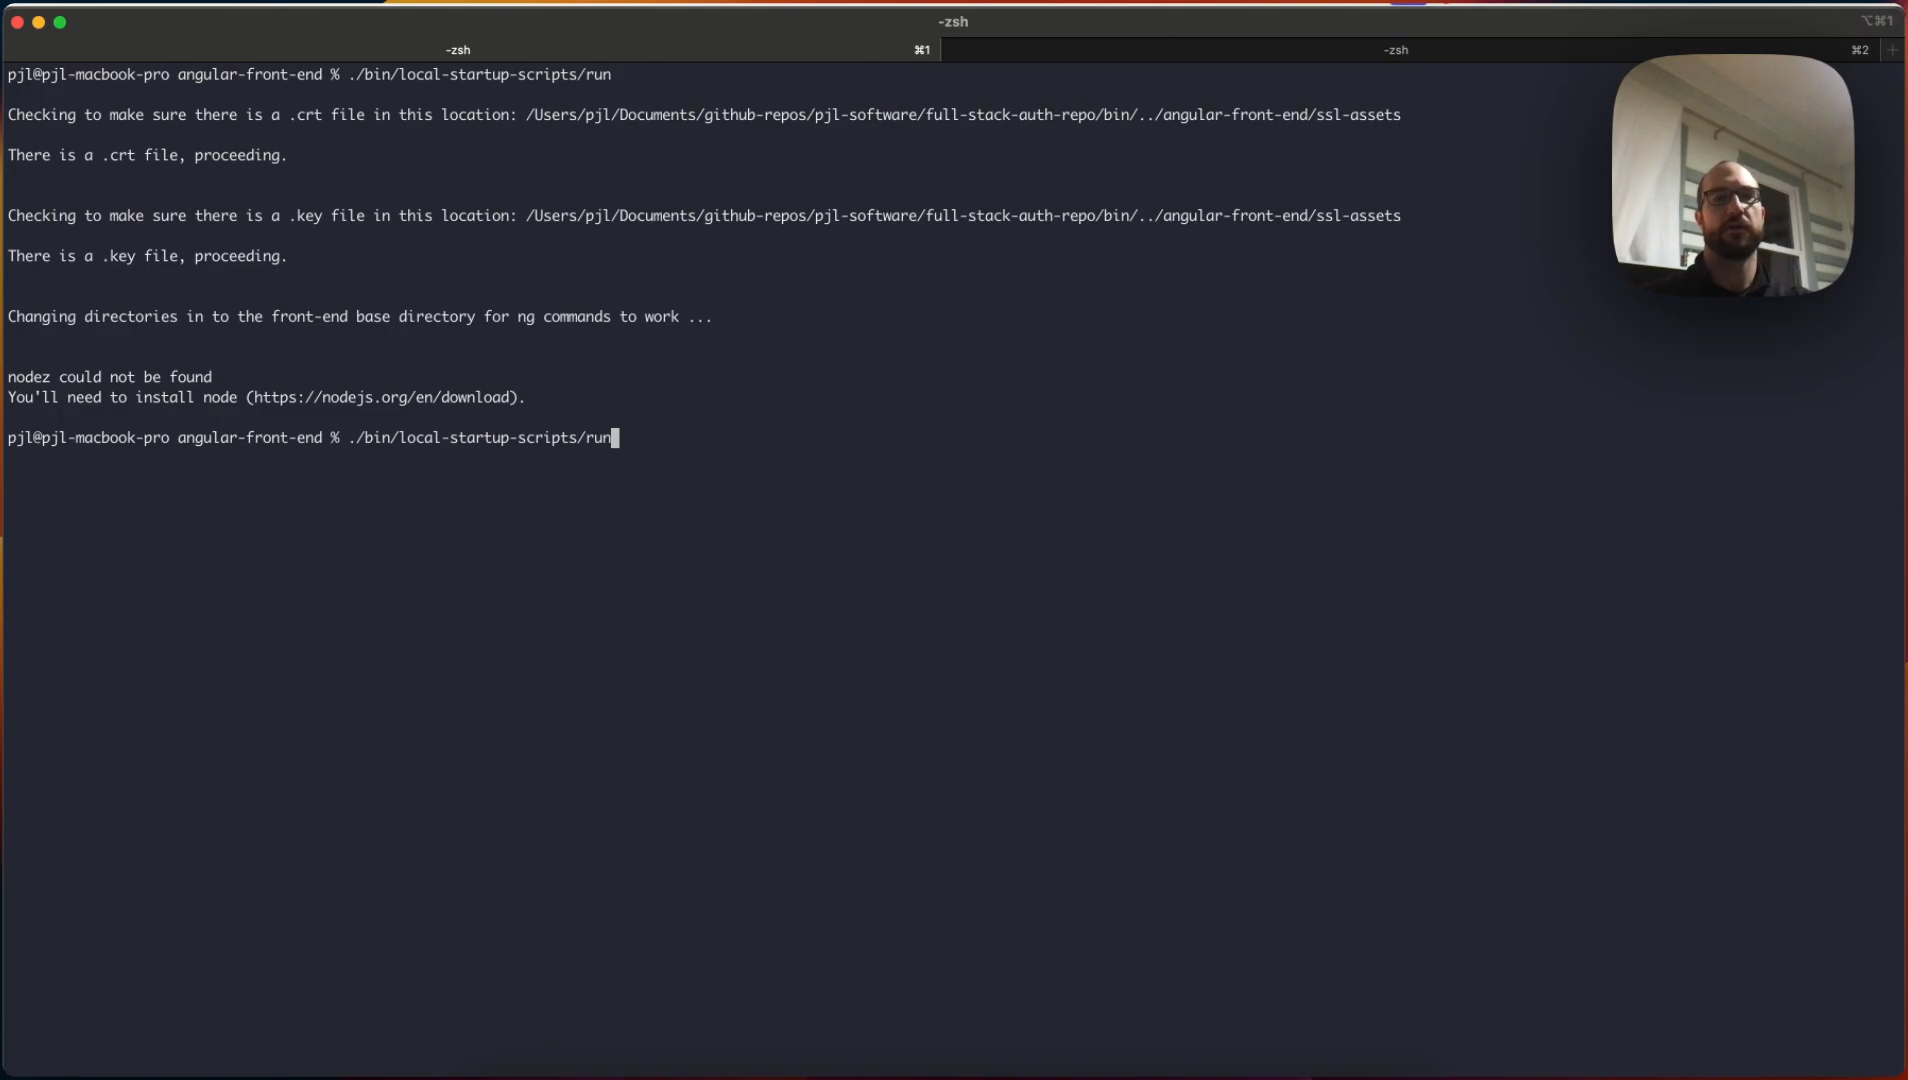 -zsh
⌥⌘1
-zsh ⌘1 -zsh ⌘2 +
pjl@pjl-macbook-pro angular-front-end % ./bin/local-startup-scripts/run
Checking to make sure there is a .crt file in this location: /Users/pjl/Documents/github-repos/pjl-software/full-stack-auth-repo/bin/../angular-front-end/ssl-assets
There is a .crt file, proceeding.
Checking to make sure there is a .key file in this location: /Users/pjl/Documents/github-repos/pjl-software/full-stack-auth-repo/bin/../angular-front-end/ssl-assets
There is a .key file, proceeding.
Changing directories in to the front-end base directory for ng commands to work ...
nodez could not be found
You'll need to install node (https://nodejs.org/en/download).
pjl@pjl-macbook-pro angular-front-end % ./bin/local-startup-scripts/run